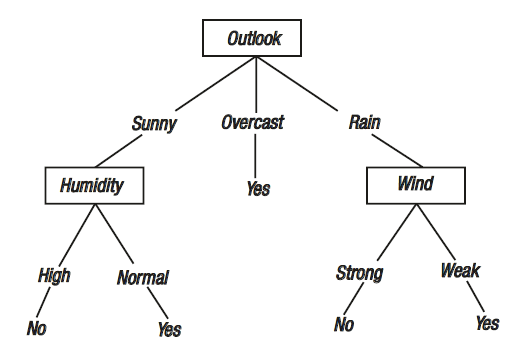 Outlook
Sunny Overcast Rain
Humidity Yes Wind
High Normal Strong Weak
No Yes No Yes